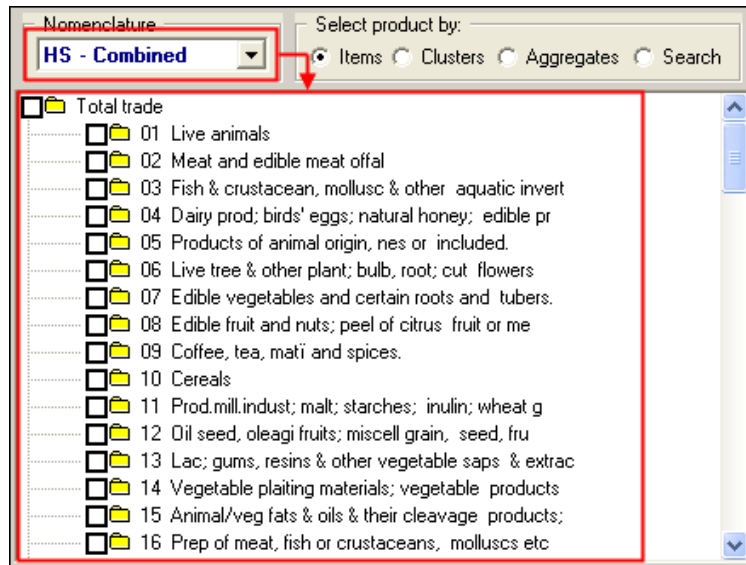 Nomenclature
Select product by:
HS - Combined
Items Clusters Aggregates Search
Total trade
01 Live animals
02 Meat and edible meat offal
03 Fish & crustacean, mollusc & other aquatic invert
04 Dairy prod; birds' eggs; natural honey; edible pr
05 Products of animal origin, nes or included.
06 Live tree & other plant; bulb, root; cut flowers
07 Edible vegetables and certain roots and tubers.
08 Edible fruit and nuts; peel of citrus fruit or me
09 Coffee, tea, matï and spices.
10 Cereals
11 Prod.mill.indust; malt; starches; inulin; wheat g
12 Oil seed, oleagi fruits; miscell grain, seed, fru
13 Lac; gums, resins & other vegetable saps & extrac
14 Vegetable plaiting materials; vegetable products
15 Animal/veg fats & oils & their cleavage products;
16 Prep of meat, fish or crustaceans, molluscs etc